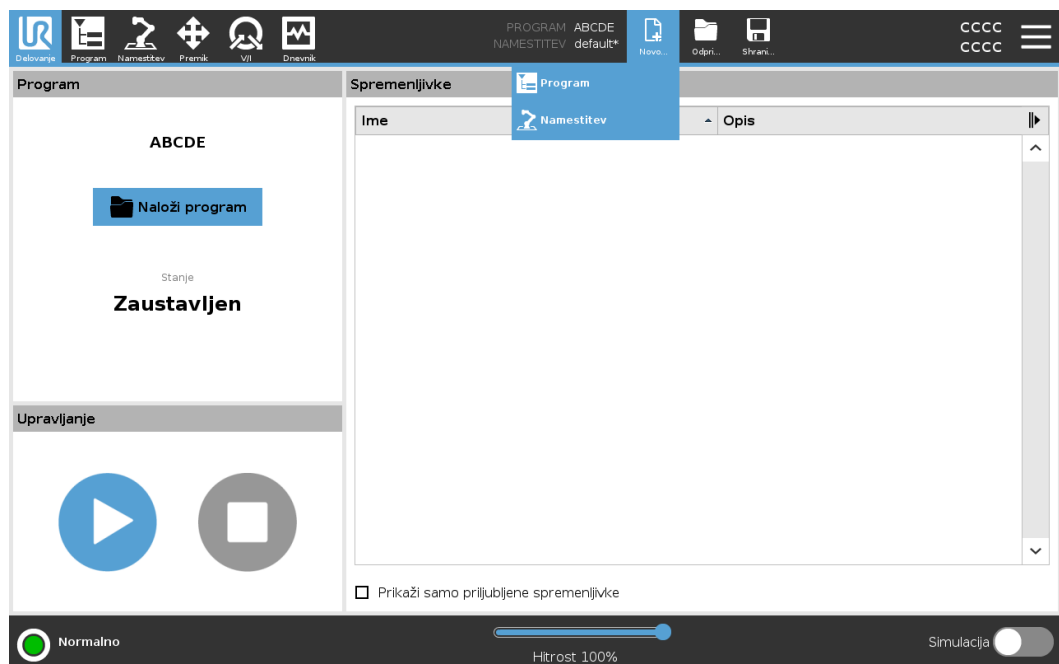 Delovanje
Program
Namestitev
Premik
V/I
Dnevnik
PROGRAM ABCDE
NAMESTITEV default*
Novo...
Odpri...
Shrani...
CCCC
CCCC
Program
Namestitev
Program
ABCDE
Naloži program
Stanje
Zaustavljen
Upravljanje
Spremenljivke
Ime
Opis
Prikaži samo priljubljene spremenljivke
Normalno
Hitrost 100%
Simulacija